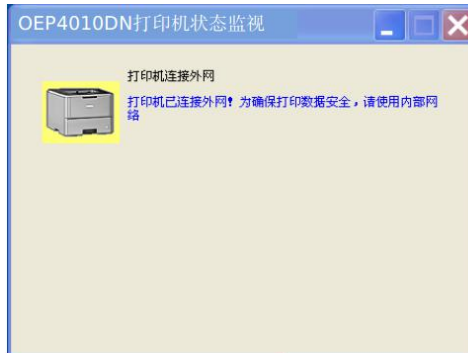 OEP4010DN打印机状态监视
打印机连接外网
打印机已连接外网！为确保打印数据安全，请使用内部网
络